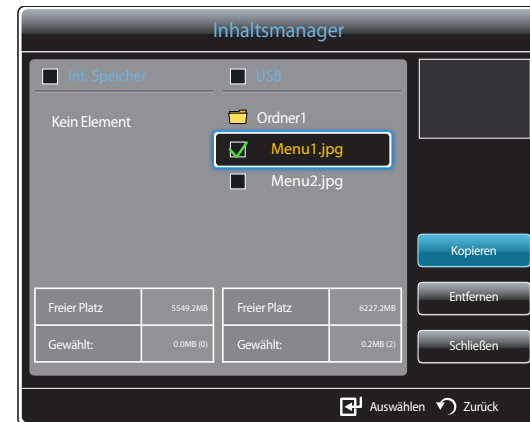 Inhaltsmanager
Int. Speicher
USB
Kein Element
Ordner1
Menu1.jpg
Menu2.jpg
Kopieren
Entfernen
Schließen
Freier Platz 5549.2MB
Gewählt: 0.0MB (0)
Freier Platz 6227.2MB
Gewählt: 0.2MB (2)
Auswählen Zurück